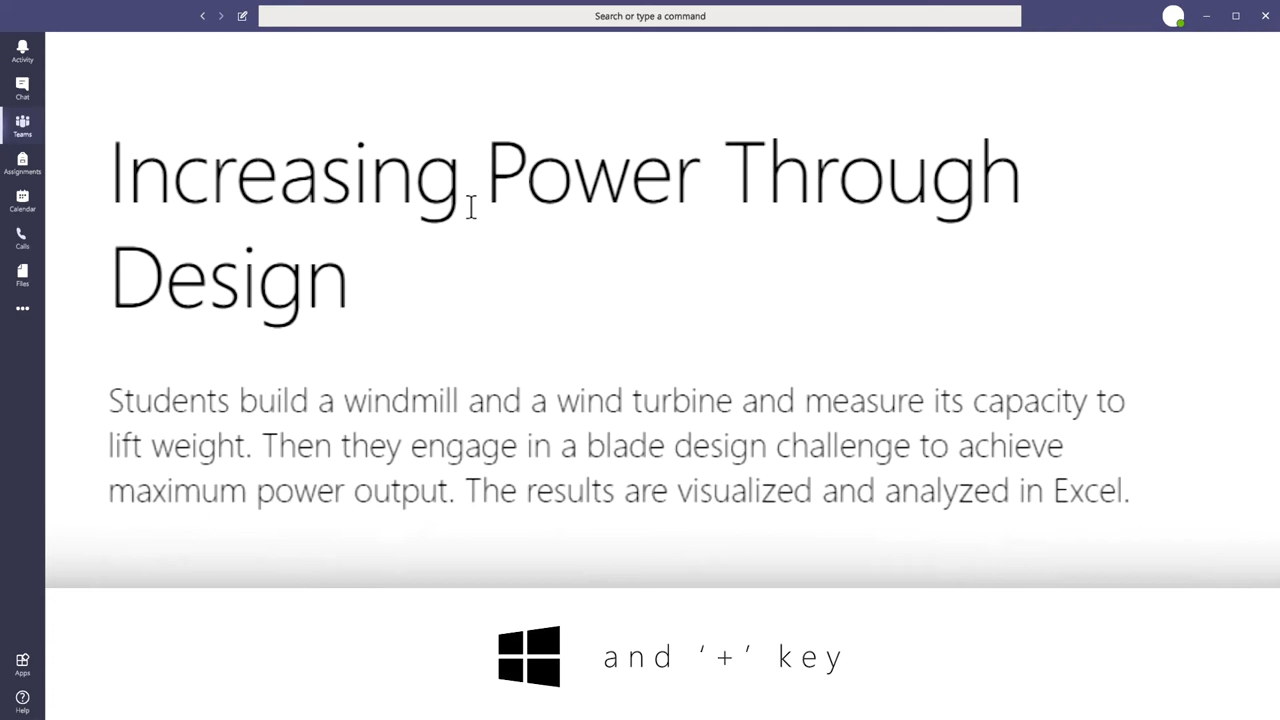 Search or type a command
Activity
Chat
Teams
Assignments
Calendar
Calls
Files
Apps
Help
Increasing Power Through
Design
Students build a windmill and a wind turbine and measure its capacity to
lift weight. Then they engage in a blade design challenge to achieve
maximum power output. The results are visualized and analyzed in Excel.
and ‘+’ key